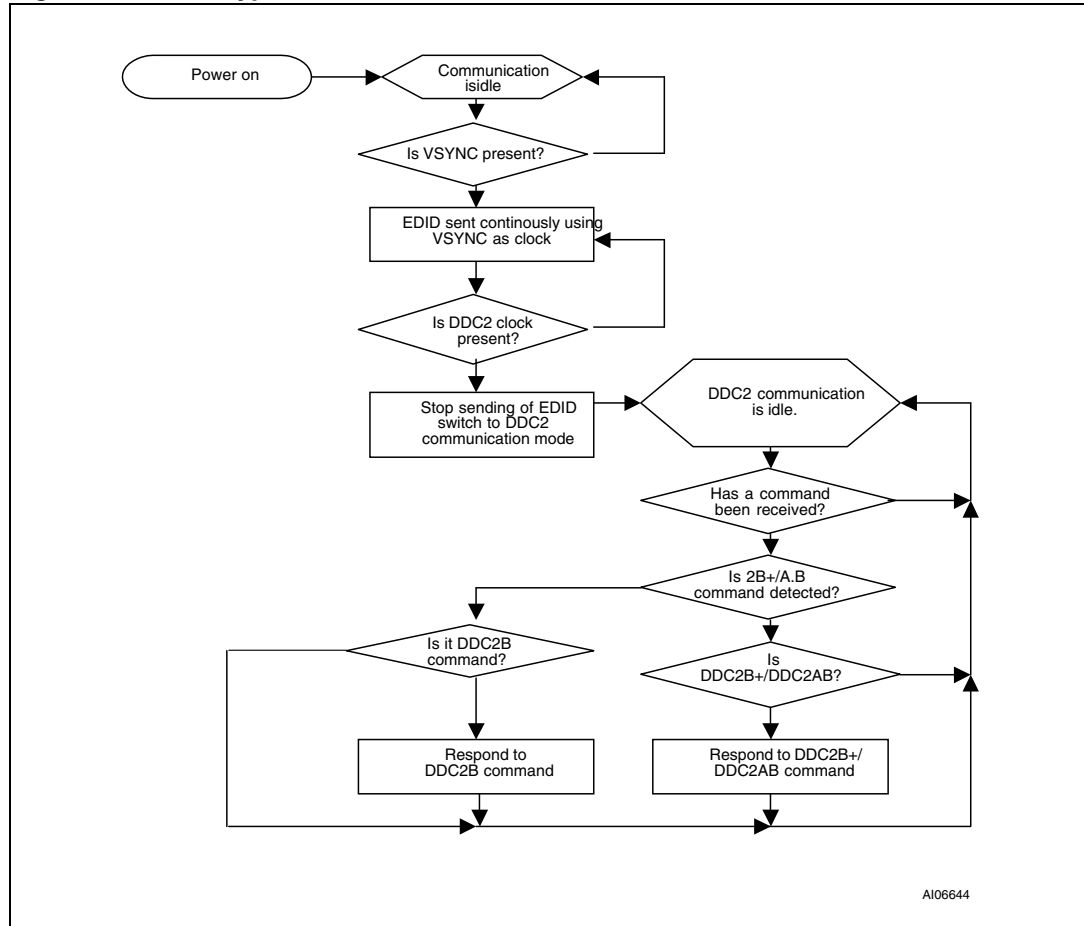 Power on
Communication
isidle
Is VSYNC present?
EDID sent continously using
VSYNC as clock
Is DDC2 clock
present?
Stop sending of EDID
switch to DDC2
communication mode
DDC2 communication
is idle.
Has a command
been received?
Is 2B+/A.B
command detected?
Is it DDC2B
command?
Is
DDC2B+/DDC2AB?
Respond to
DDC2B command
Respond to DDC2B+/
DDC2AB command
AI06644